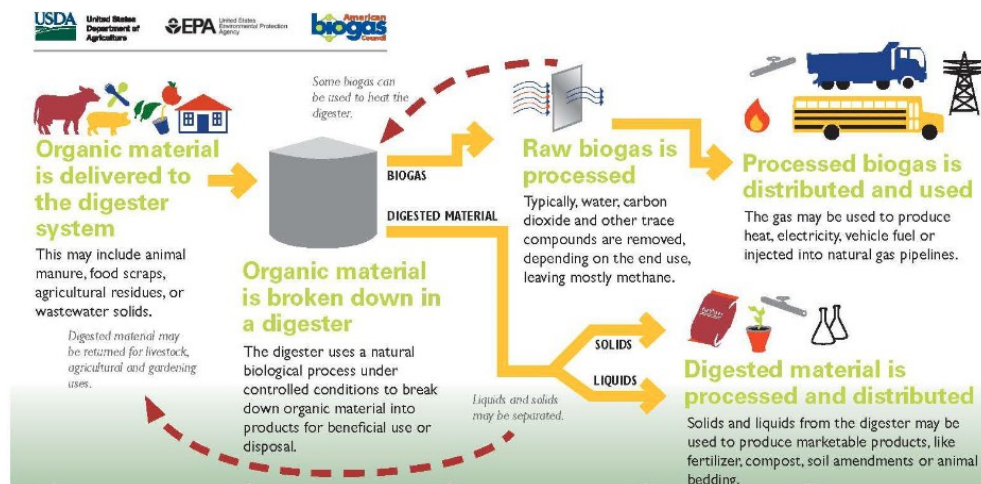 USDA
United States
Department of
Agriculture
EPA
United States
Environmental Protection
Agency
American
biogas
Council
Organic material
is delivered to
the digester
system
This may include animal
manure, food scraps,
agricultural residues, or
wastewater solids.
Digested material may
be returned for livestock,
agricultural and gardening
uses.
Some biogas can
be used to heat the
digester.
BIOGAS
DIGESTED MATERIAL
Organic material
is broken down in
a digester
The digester uses a natural
biological process under
controlled conditions to break
down organic material into
products for beneficial use or
disposal.
Raw biogas is
processed
Typically, water, carbon
dioxide and other trace
compounds are removed,
depending on the end use,
leaving mostly methane.
Processed biogas is
distributed and used
The gas may be used to produce
heat, electricity, vehicle fuel or
injected into natural gas pipelines.
Liquids and solids
may be separated.
SOLIDS
LIQUIDS
Digested material is
processed and distributed
Solids and liquids from the digester may be
used to produce marketable products, like
fertilizer, compost, soil amendments or animal
bedding.